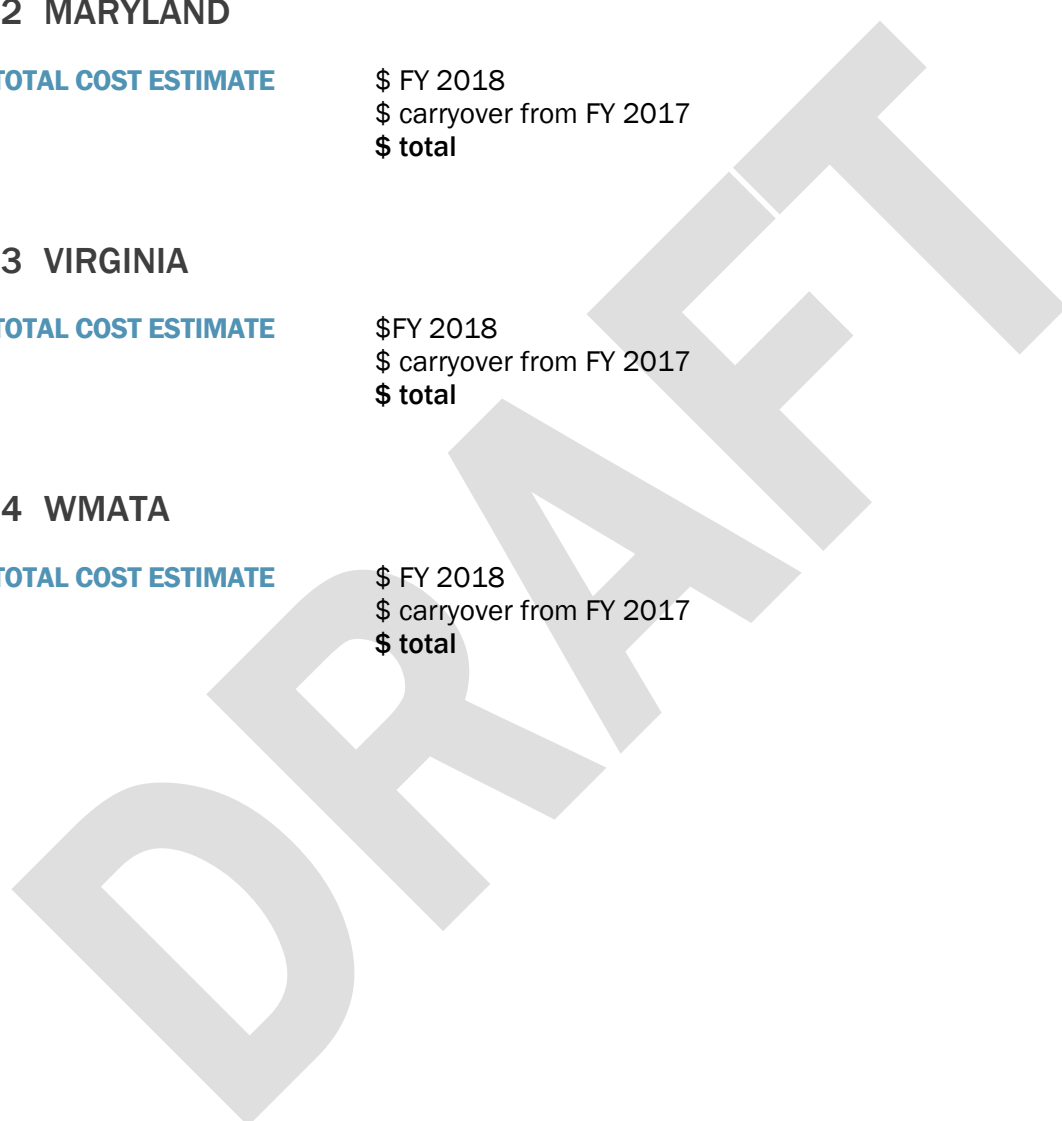 2 MARYLAND
TOTAL COST ESTIMATE $ FY 2018
$ carryover from FY 2017
$ total
3 VIRGINIA
TOTAL COST ESTIMATE $FY 2018
$ carryover from FY 2017
$ total
4 WMATA
TOTAL COST ESTIMATE $ FY 2018
$ carryover from FY 2017
$ total
DRAFT